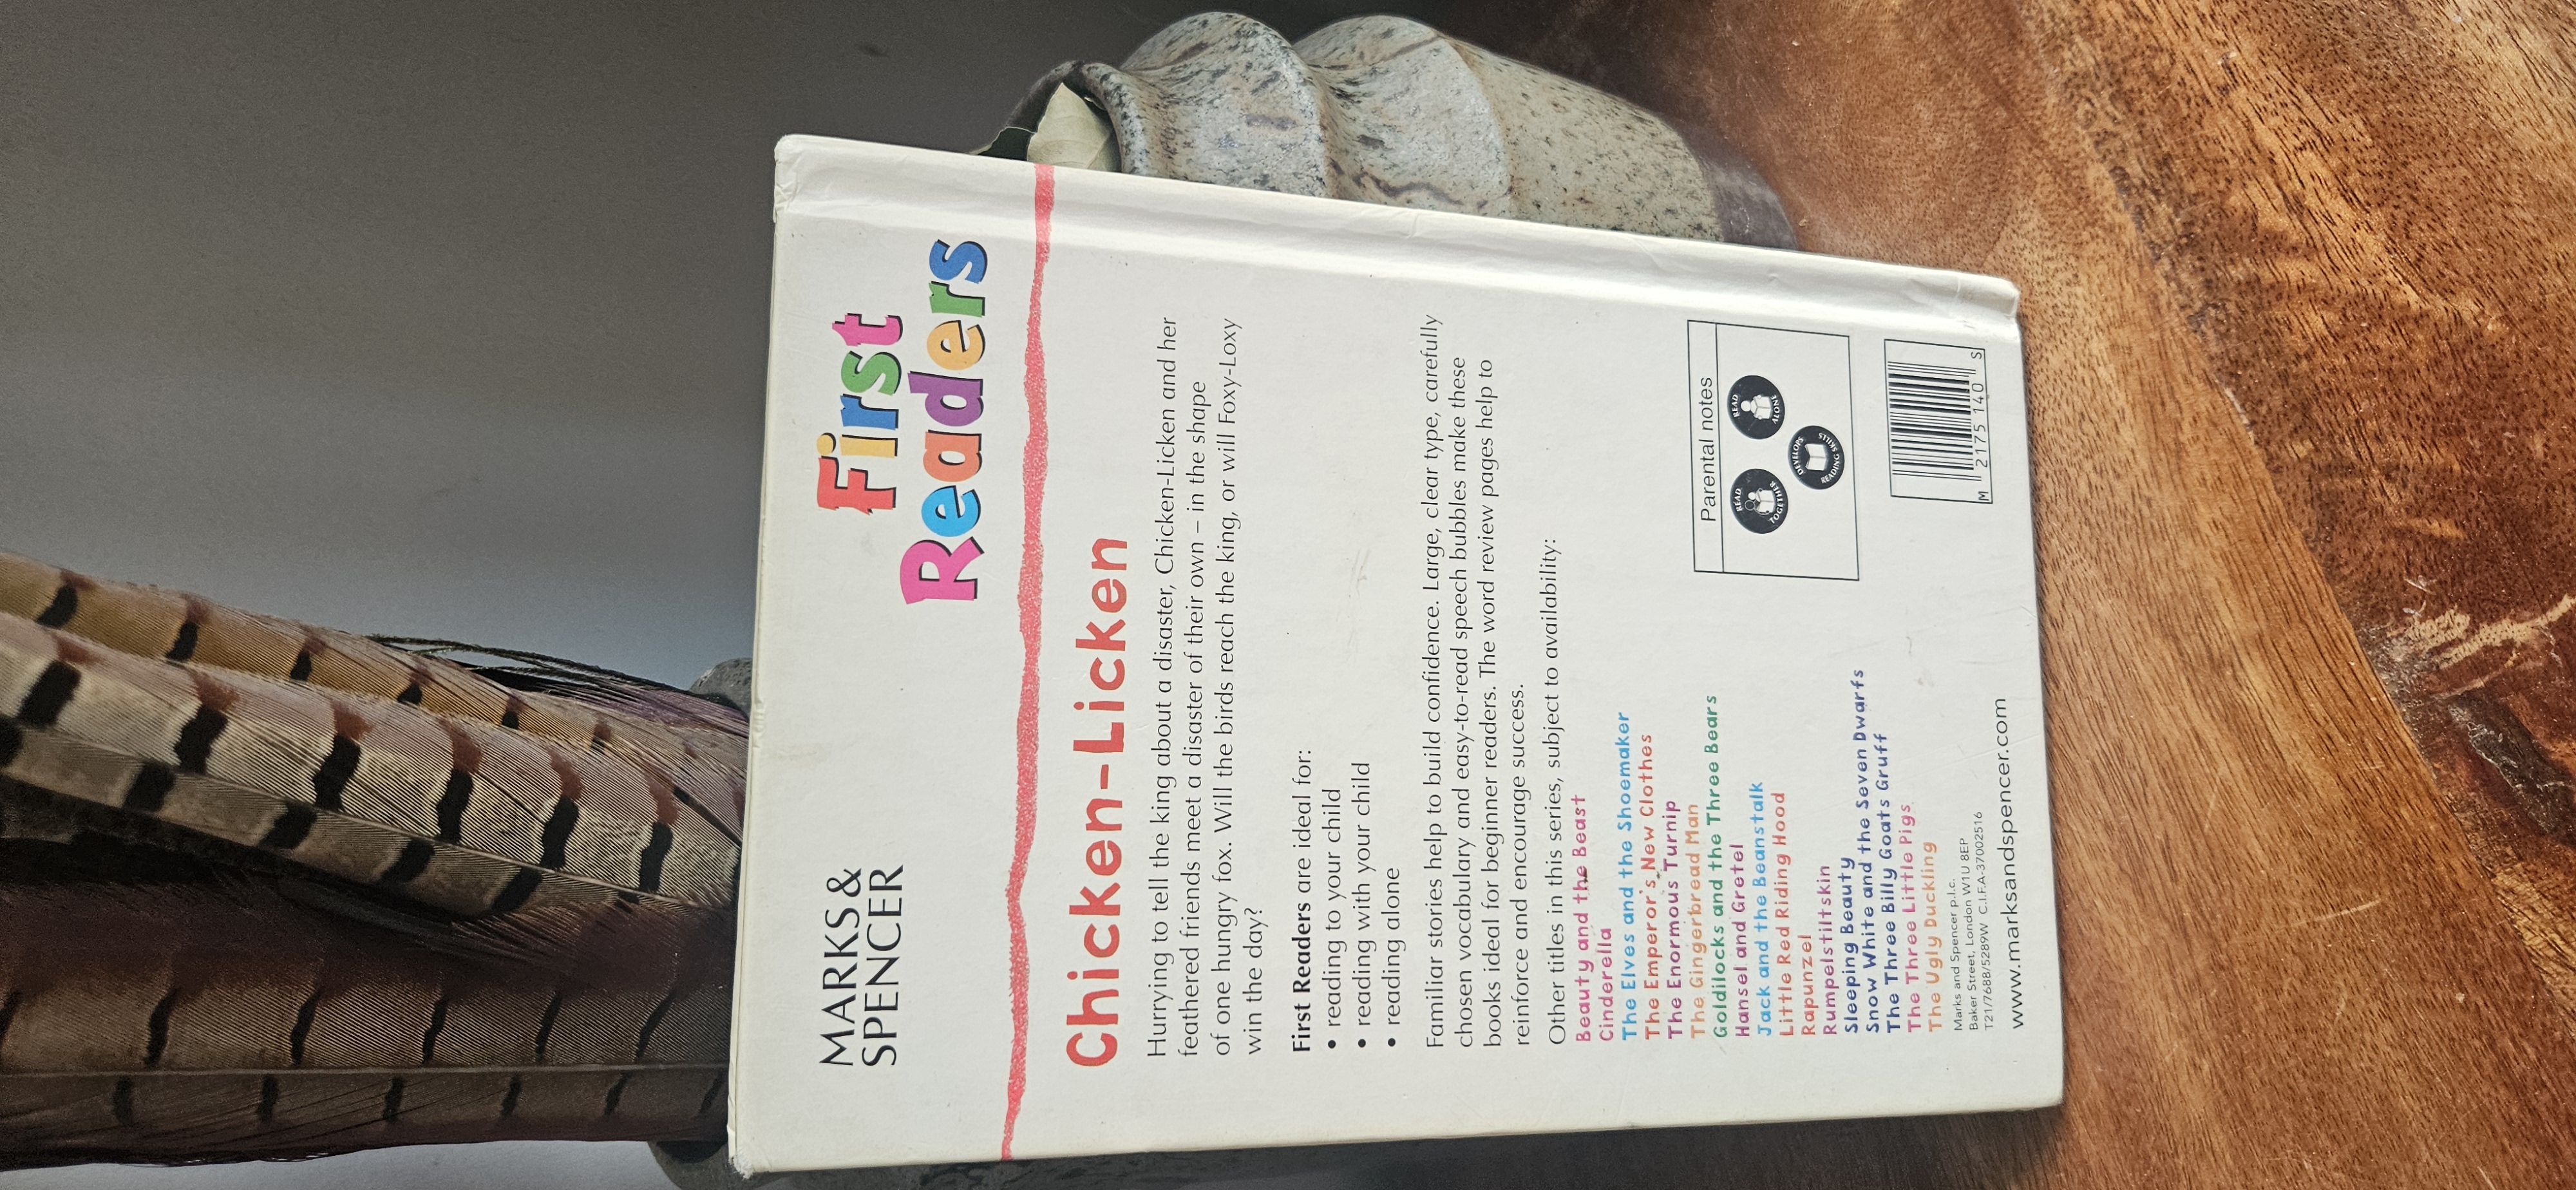 MARKS &
SPENCER
First
Readers
Chicken-Licken
Hurrying to tell the king about a disaster, Chicken-Licken and her
feathered friends meet a disaster of their own – in the shape
of one hungry fox. Will the birds reach the king, or will Foxy-Loxy
win the day?
First Readers are ideal for:
• reading to your child
• reading with your child
• reading alone
Familiar stories help to build confidence. Large, clear type, carefully
chosen vocabulary and easy-to-read speech bubbles make these
books ideal for beginner readers. The word review pages help to
reinforce and encourage success.
Other titles in this series, subject to availability:
Beauty and the Beast
Cinderella
The Elves and the Shoemaker
The Emperor's New Clothes
The Enormous Turnip
The Gingerbread Man
Goldilocks and the Three Bears
Hansel and Gretel
Jack and the Beanstalk
Little Red Riding Hood
Rapunzel
Rumpelstiltskin
Sleeping Beauty
Snow White and the Seven Dwarfs
The Three Billy Goats Gruff
The Three Little Pigs
The Ugly Duckling
Marks and Spencer p.l.c.
Baker Street, London W1U 8EP
T21/7688/5289W C.I.F.A-37002516
www.marksandspencer.com
Parental notes
READ TOGETHER
READ ALONE
DEVELOPS READING SKILLS
M 2175 140 S